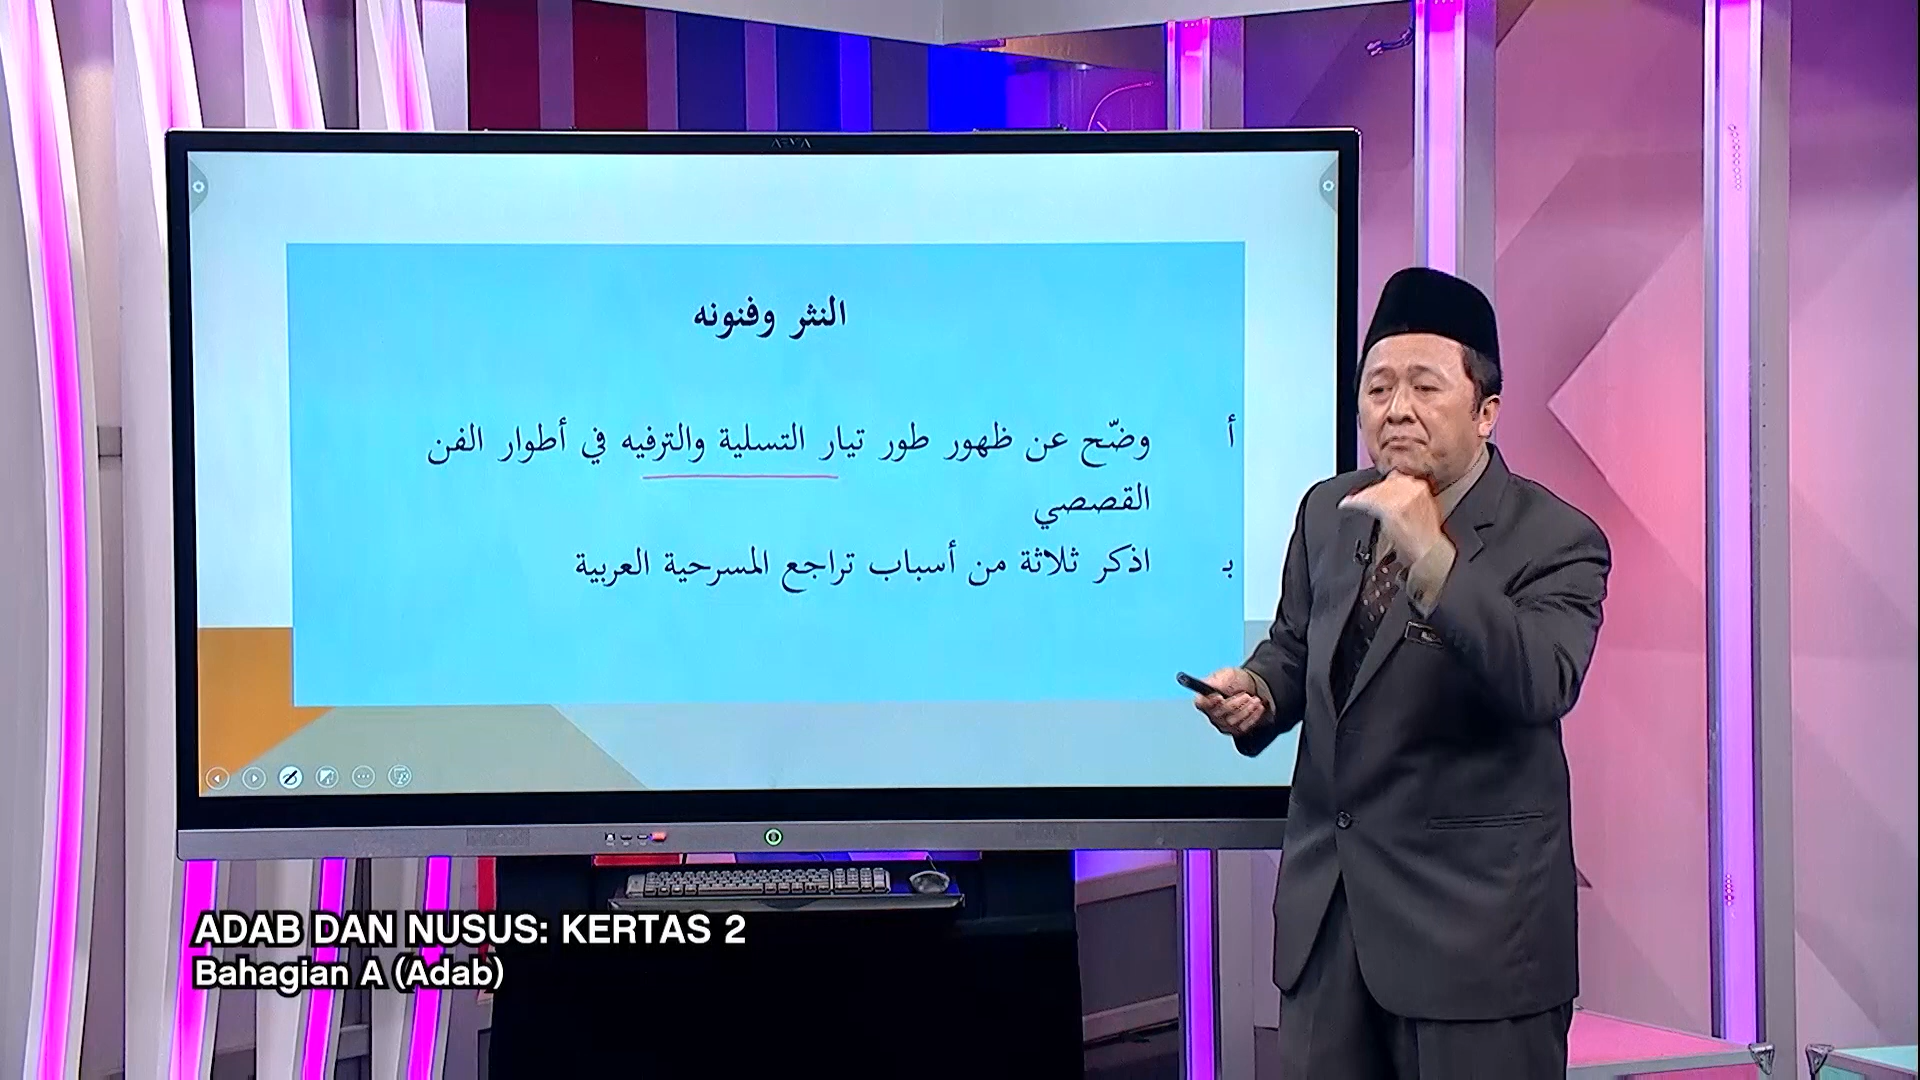 النثر وفنونه
أ وضّح عن ظهور طور تيار التسلية والترفيه في أطوار الفن
القصصي
بـ اذكر ثلاثة من أسباب تراجع المسرحية العربية
ADAB DAN NUSUS: KERTAS 2
Bahagian A (Adab)